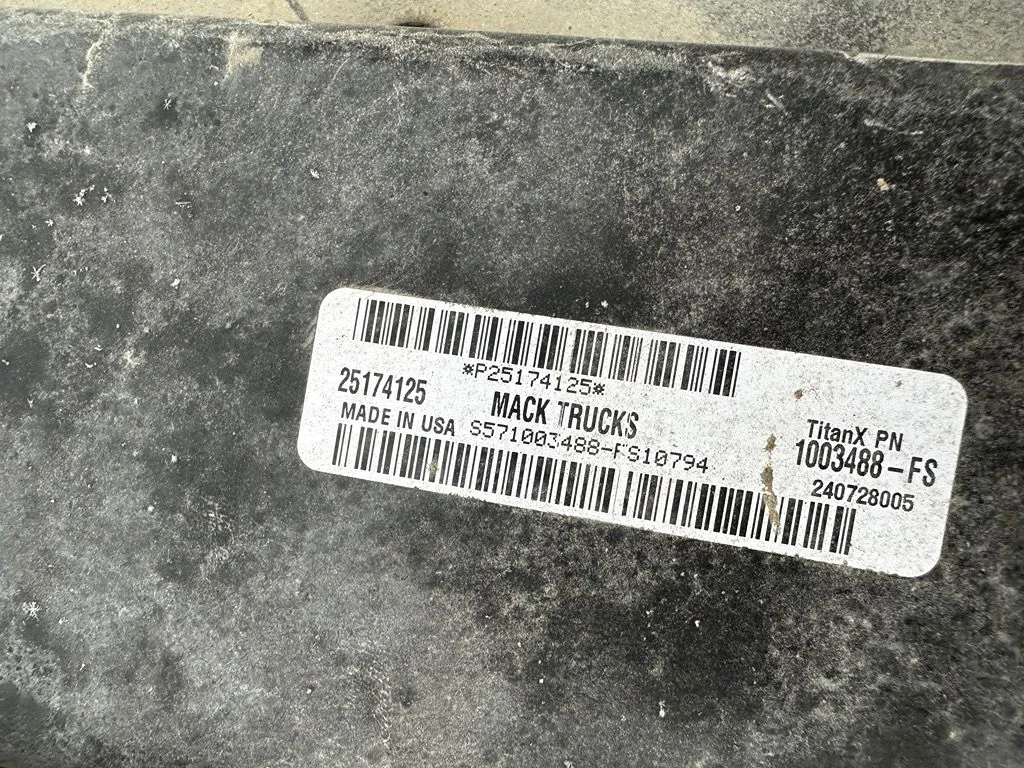 *P25174125*
25174125
MACK TRUCKS
MADE IN USA
S571003488-FS10794
TitanX PN
1003488-FS
240728005